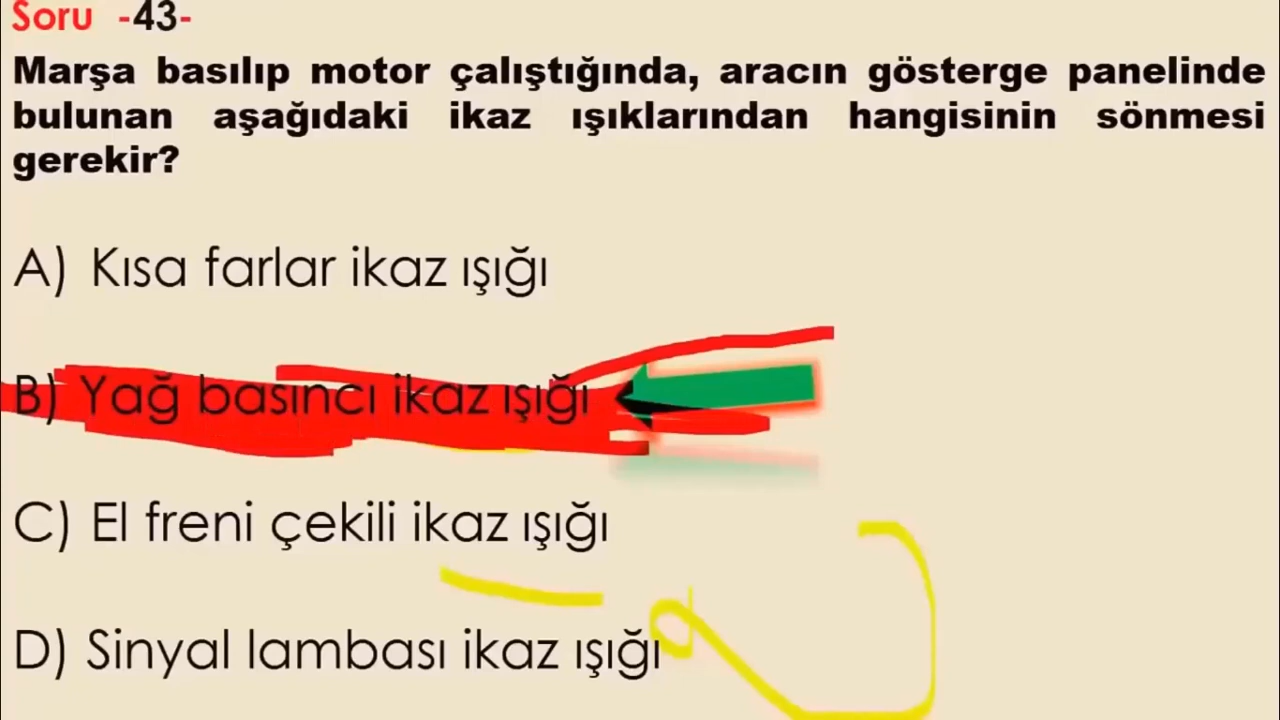 Soru -43-
Marşa basılıp motor çalıştığında, aracın gösterge panelinde
bulunan aşağıdaki ikaz ışıklarından hangisinin sönmesi
gerekir?
A) Kısa farlar ikaz ışığı
B) Yağ basıncı ikaz ışığı
C) El freni çekili ikaz ışığı
D) Sinyal lambası ikaz ışığı